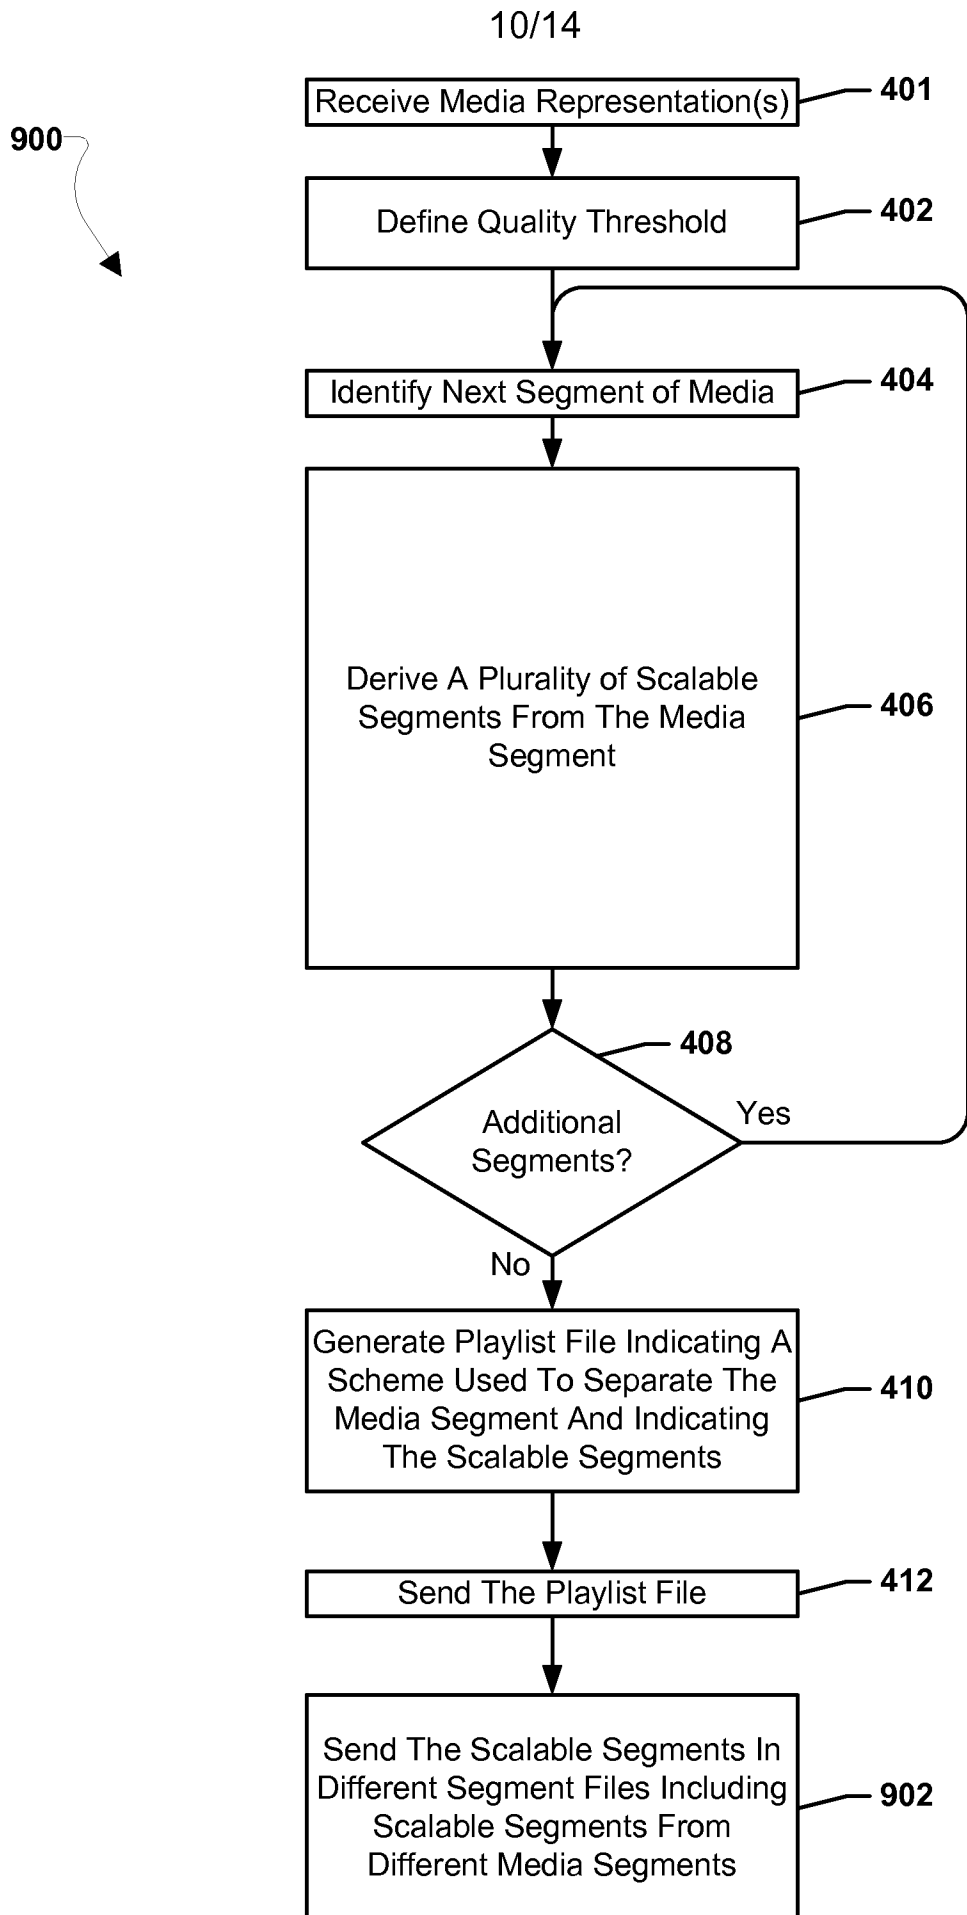 10/14
Receive Media Representation(s)
401
900
Define Quality Threshold
402
Identify Next Segment of Media
404
Derive A Plurality of Scalable
Segments From The Media
Segment
406
408
Additional
Segments?
Yes
No
Generate Playlist File Indicating A
Scheme Used To Separate The
Media Segment And Indicating
The Scalable Segments
410
Send The Playlist File
412
Send The Scalable Segments In
Different Segment Files Including
Scalable Segments From
Different Media Segments
902